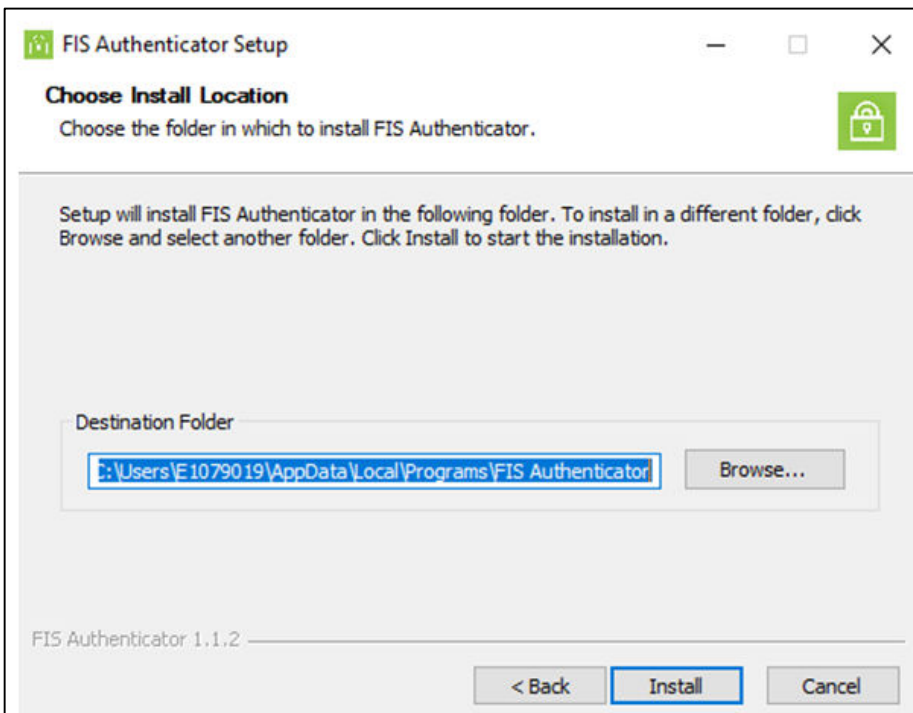 FIS Authenticator Setup
Choose Install Location
Choose the folder in which to install FIS Authenticator.
Setup will install FIS Authenticator in the following folder. To install in a different folder, click
Browse and select another folder. Click Install to start the installation.
Destination Folder
C:\Users\E1079019\AppData\Local\Programs\FIS Authenticator
Browse...
FIS Authenticator 1.1.2
< Back
Install
Cancel